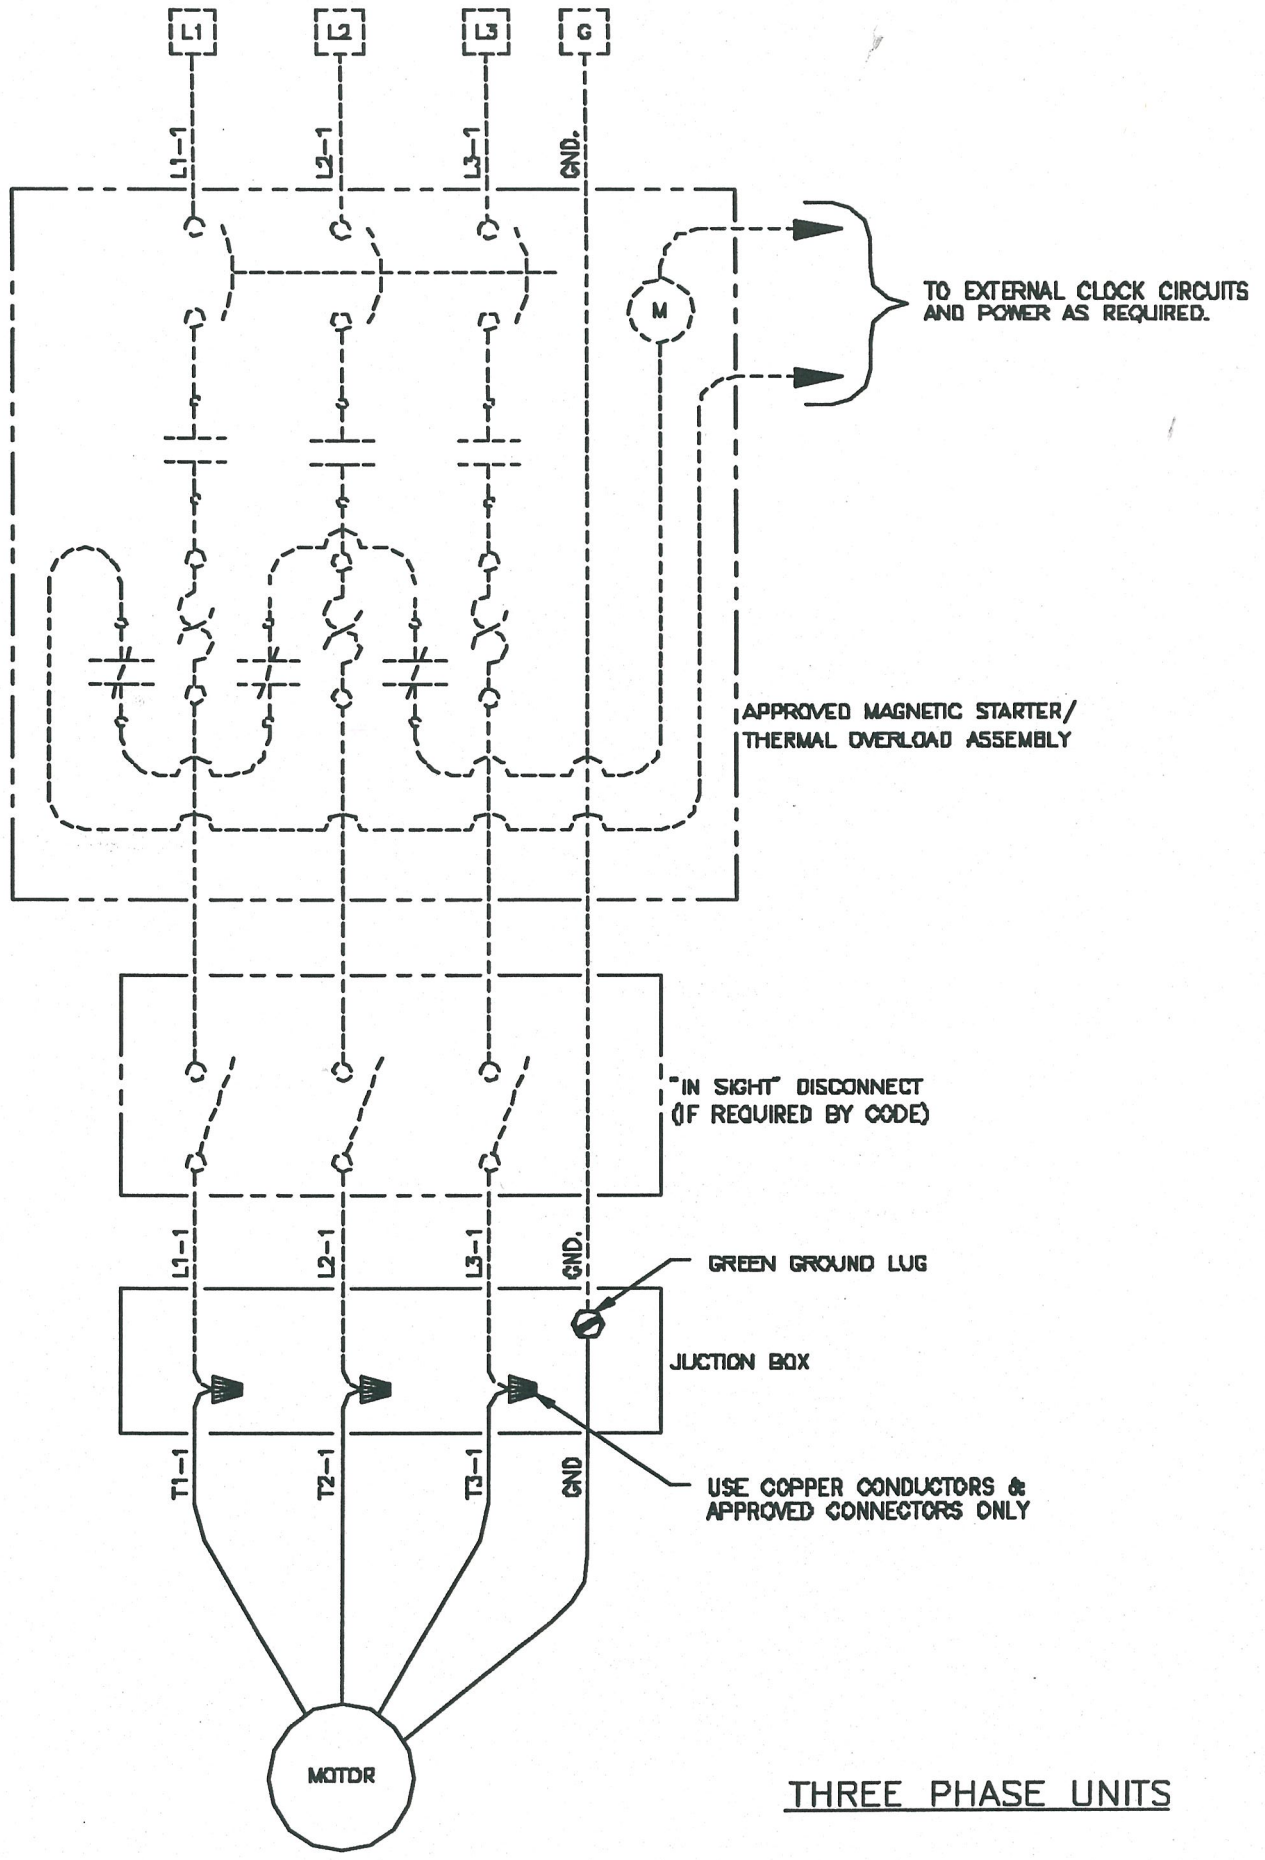 L1
L2
L3
G
L1-1
L2-1
L3-1
GND.
M
TO EXTERNAL CLOCK CIRCUITS
AND POWER AS REQUIRED.
APPROVED MAGNETIC STARTER/
THERMAL OVERLOAD ASSEMBLY
"IN SIGHT" DISCONNECT
(IF REQUIRED BY CODE)
L1-1
L2-1
L3-1
GND.
GREEN GROUND LUG
JUCTION BOX
T1-1
T2-1
T3-1
GND
USE COPPER CONDUCTORS &
APPROVED CONNECTORS ONLY
MOTOR
THREE PHASE UNITS